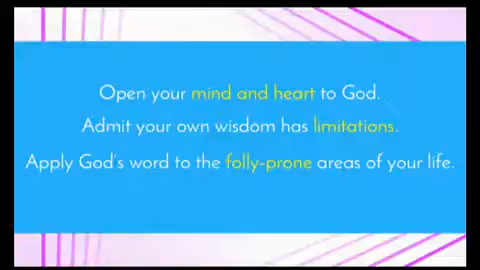 Open your mind and heart to God.
Admit your own wisdom has limitations.
Apply God's word to the folly-prone areas of your life.